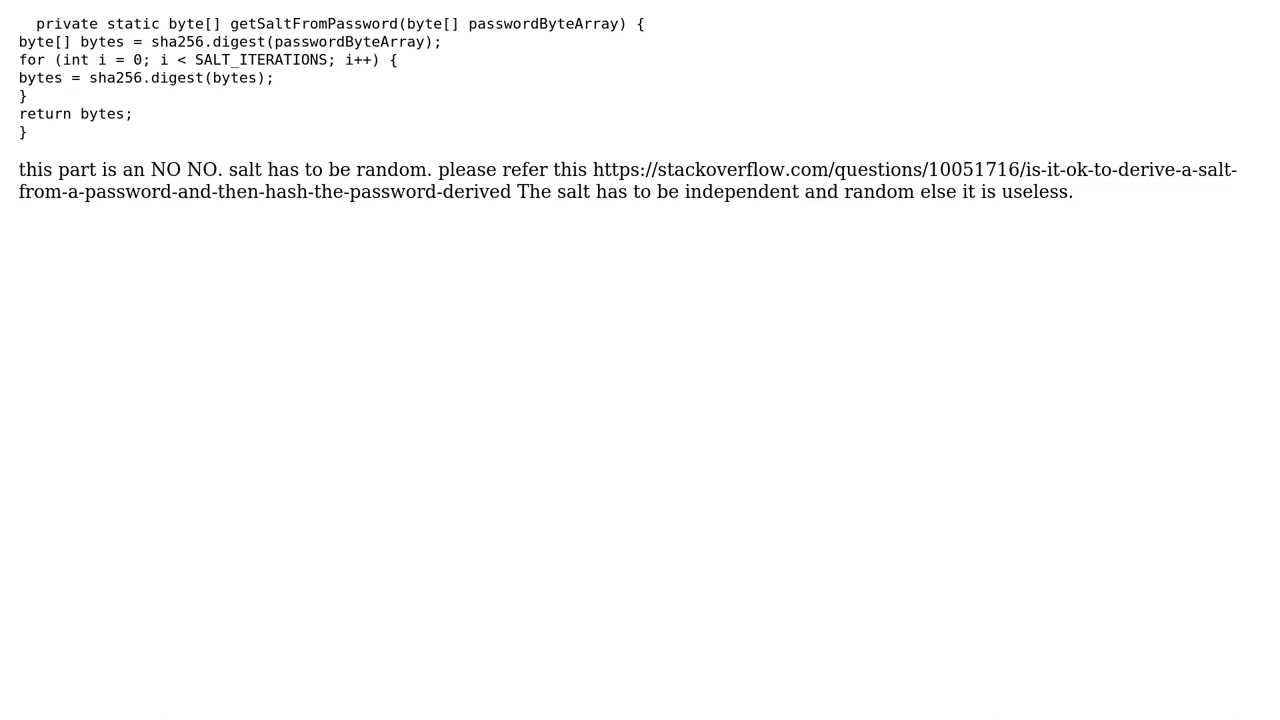 private static byte[] getSaltFromPassword(byte[] passwordByteArray) {
byte[] bytes = sha256.digest(passwordByteArray);
for (int i = 0; i < SALT_ITERATIONS; i++) {
bytes = sha256.digest(bytes);
}
return bytes;
}
this part is an NO NO. salt has to be random. please refer this https://stackoverflow.com/questions/10051716/is-it-ok-to-derive-a-salt-
from-a-password-and-then-hash-the-password-derived The salt has to be independent and random else it is useless.